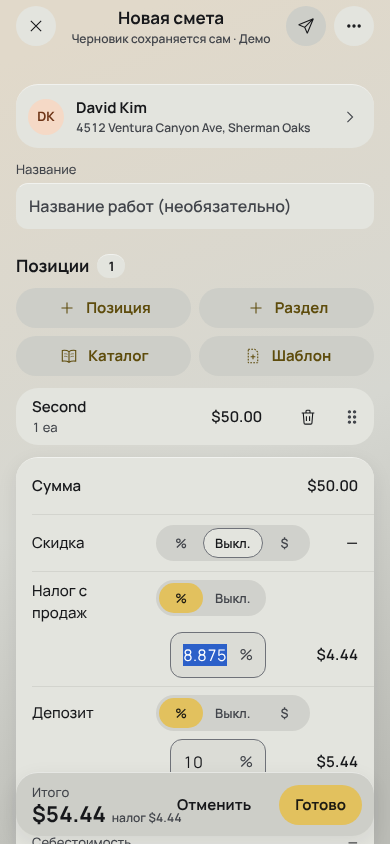 Новая смета
Черновик сохраняется сам · Демо
DK
David Kim
4512 Ventura Canyon Ave, Sherman Oaks
Название
Название работ (необязательно)
Позиции 1
+ Позиция
+ Раздел
Каталог
Шаблон
Second
1 ea
$50.00
Сумма
$50.00
Скидка
% Выкл. $
—
Налог с
продаж
% Выкл.
8.875 %
$4.44
Депозит
% Выкл. $
10 %
$5.44
Итого
$54.44 налог $4.44
Отменить
Готово
Себестоимость